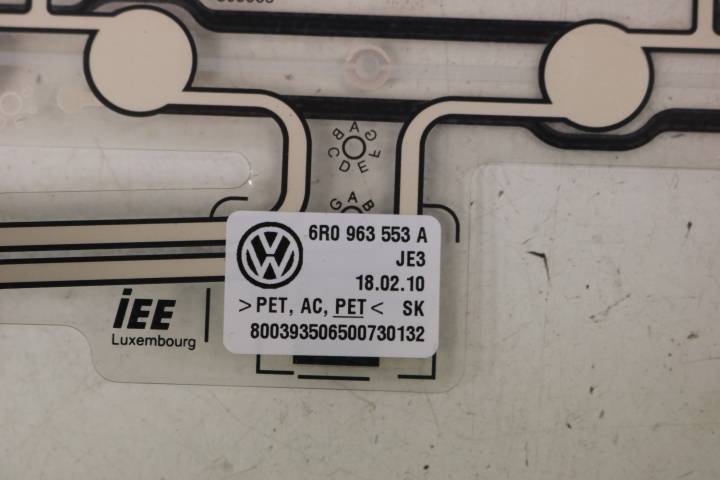 A
B G
C F
D E
G A B
6R0 963 553 A
JE3
18.02.10
>PET, AC, PET< SK
800393506500730132
iEE
Luxembourg